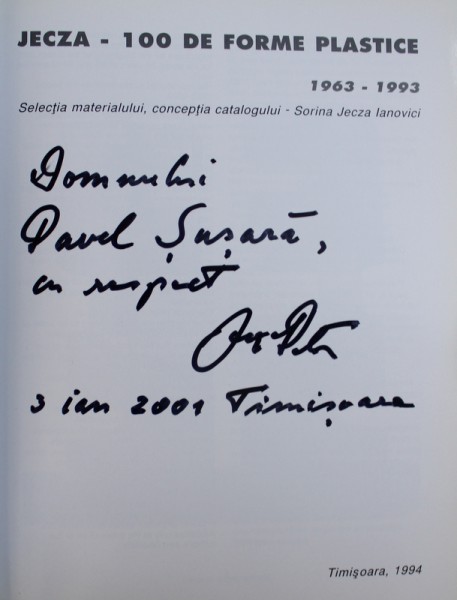 JECZA - 100 DE FORME PLASTICE
1963 - 1993
Selecția materialului, concepția catalogului - Sorina Jecza Ianovici
Domnului
Pavel Șușară,
cu respect
3 ian 2001 Timișoara
Timișoara, 1994